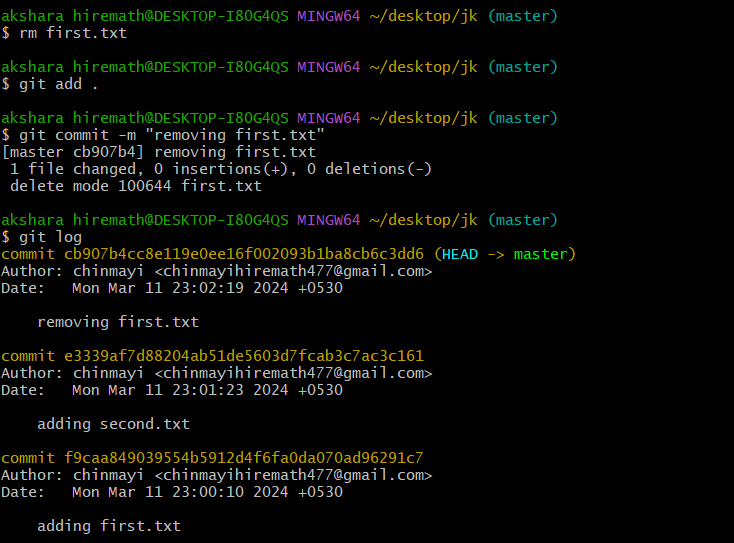 akshara hiremath@DESKTOP-I80G4QS MINGW64 ~/desktop/jk (master)
$ rm first.txt
akshara hiremath@DESKTOP-I80G4QS MINGW64 ~/desktop/jk (master)
$ git add .
akshara hiremath@DESKTOP-I80G4QS MINGW64 ~/desktop/jk (master)
$ git commit -m "removing first.txt"
[master cb907b4] removing first.txt
 1 file changed, 0 insertions(+), 0 deletions(-)
 delete mode 100644 first.txt
akshara hiremath@DESKTOP-I80G4QS MINGW64 ~/desktop/jk (master)
$ git log
commit cb907b4cc8e119e0ee16f002093b1ba8cb6c3dd6 (HEAD -> master)
Author: chinmayi <chinmayihiremath477@gmail.com>
Date:   Mon Mar 11 23:02:19 2024 +0530
    removing first.txt
commit e3339af7d88204ab51de5603d7fcab3c7ac3c161
Author: chinmayi <chinmayihiremath477@gmail.com>
Date:   Mon Mar 11 23:01:23 2024 +0530
    adding second.txt
commit f9caa849039554b5912d4f6fa0da070ad96291c7
Author: chinmayi <chinmayihiremath477@gmail.com>
Date:   Mon Mar 11 23:00:10 2024 +0530
    adding first.txt